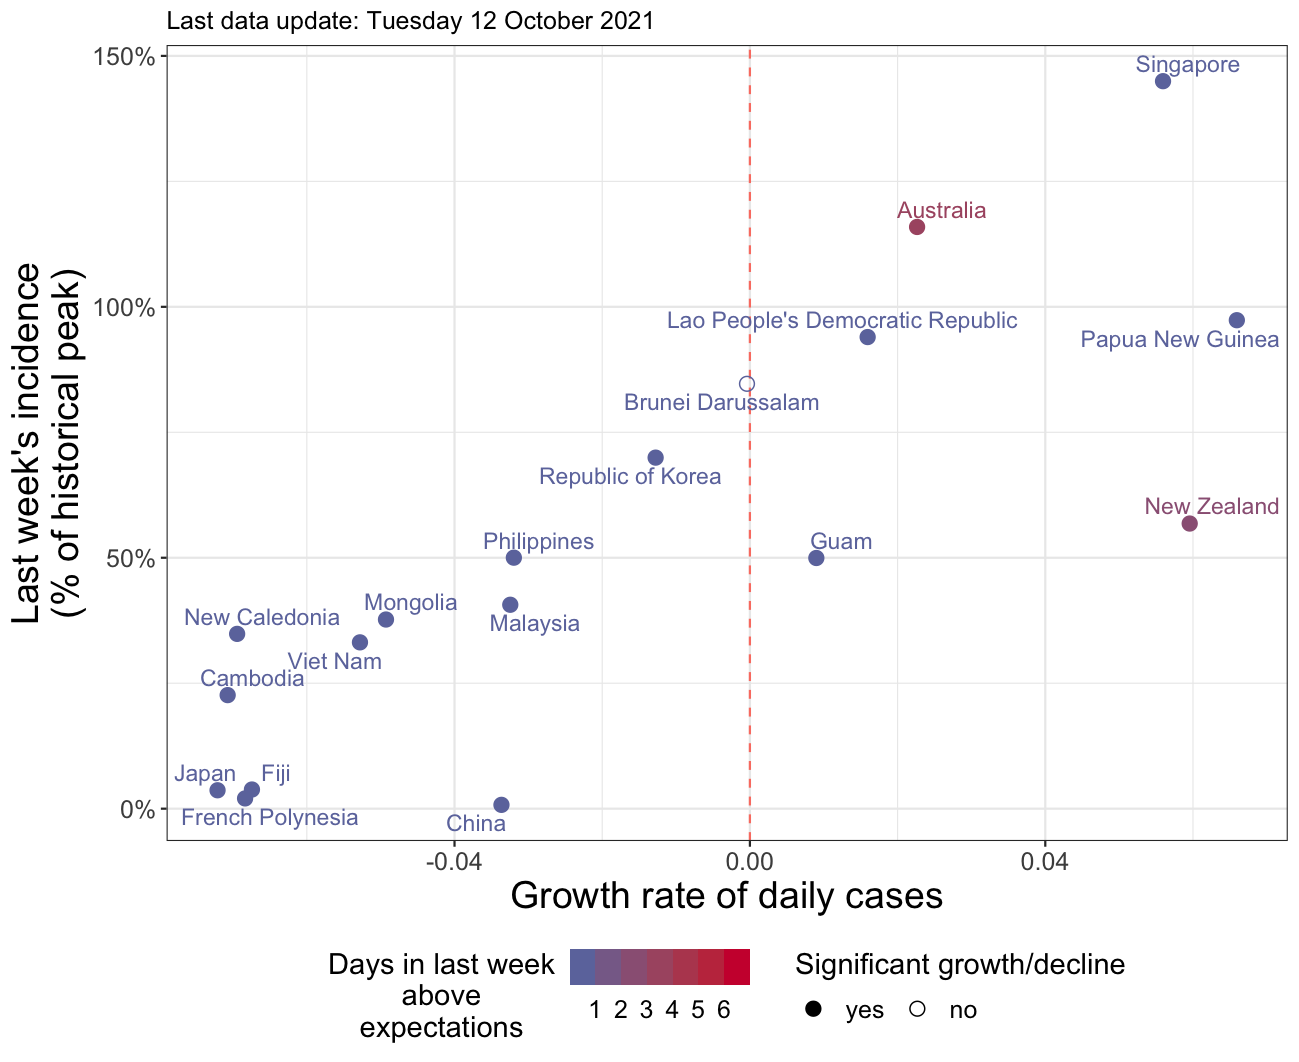 Last data update: Tuesday 12 October 2021
150%
Singapore
Australia
100%
Lao People's Democratic Republic
Papua New Guinea
Brunei Darussalam
Republic of Korea
New Zealand
Philippines
Guam
50%
Mongolia
New Caledonia
Malaysia
Viet Nam
Cambodia
Japan
Fiji
French Polynesia
China
0%
Last week's incidence
(% of historical peak)
-0.04
0.00
0.04
Growth rate of daily cases
Days in last week
above
expectations
1 2 3 4 5 6
Significant growth/decline
yes
no